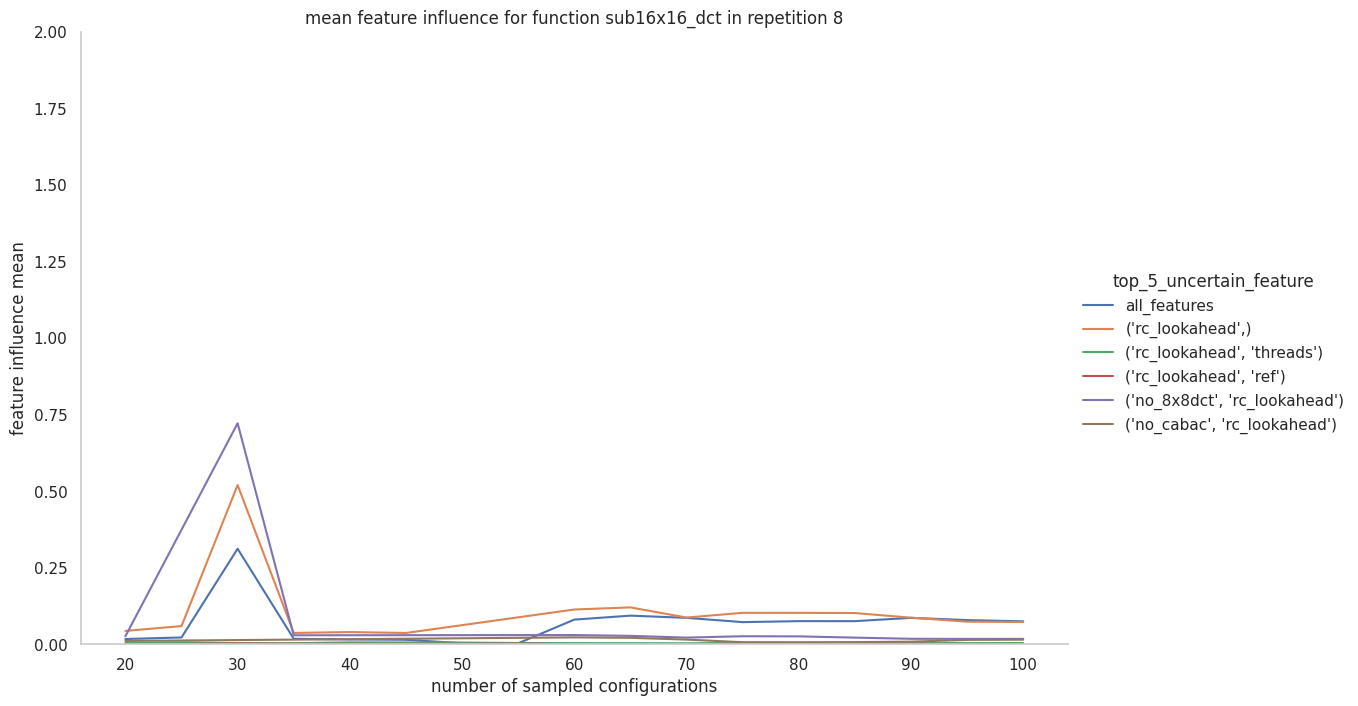 mean feature influence for function sub16x16_dct in repetition 8
2.00
1.75
1.50
1.25
1.00
0.75
0.50
0.25
0.00
feature influence mean
20 30 40 50 60 70 80 90 100
number of sampled configurations
top_5_uncertain_feature
all_features
('rc_lookahead',)
('rc_lookahead', 'threads')
('rc_lookahead', 'ref')
('no_8x8dct', 'rc_lookahead')
('no_cabac', 'rc_lookahead')